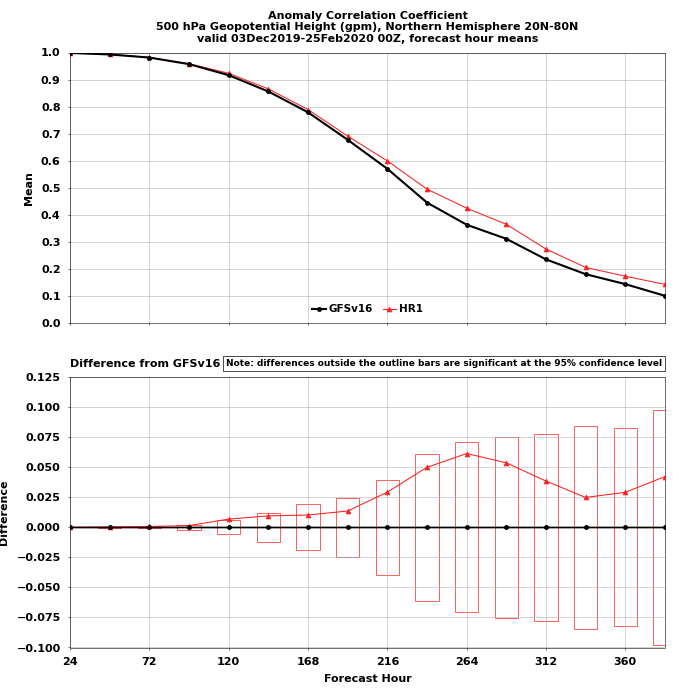 Anomaly Correlation Coefficient
500 hPa Geopotential Height (gpm), Northern Hemisphere 20N-80N
valid 03Dec2019-25Feb2020 00Z, forecast hour means
1.0
0.9
0.8
0.7
0.6
0.5
0.4
0.3
0.2
0.1
0.0
Mean
GFSv16 HR1
Difference from GFSv16 Note: differences outside the outline bars are significant at the 95% confidence level
0.125
0.100
0.075
0.050
0.025
0.000
−0.025
−0.050
−0.075
−0.100
Difference
24 72 120 168 216 264 312 360
Forecast Hour